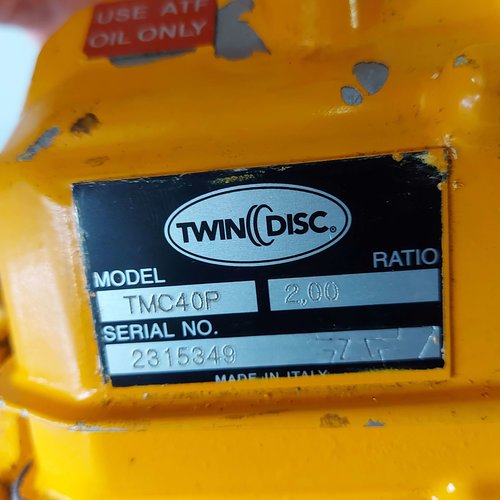 USE ATF
OIL ONLY
TWIN DISC®
MODEL
RATIO
TMC40P
2,00
SERIAL NO.
2315349
MADE IN ITALY